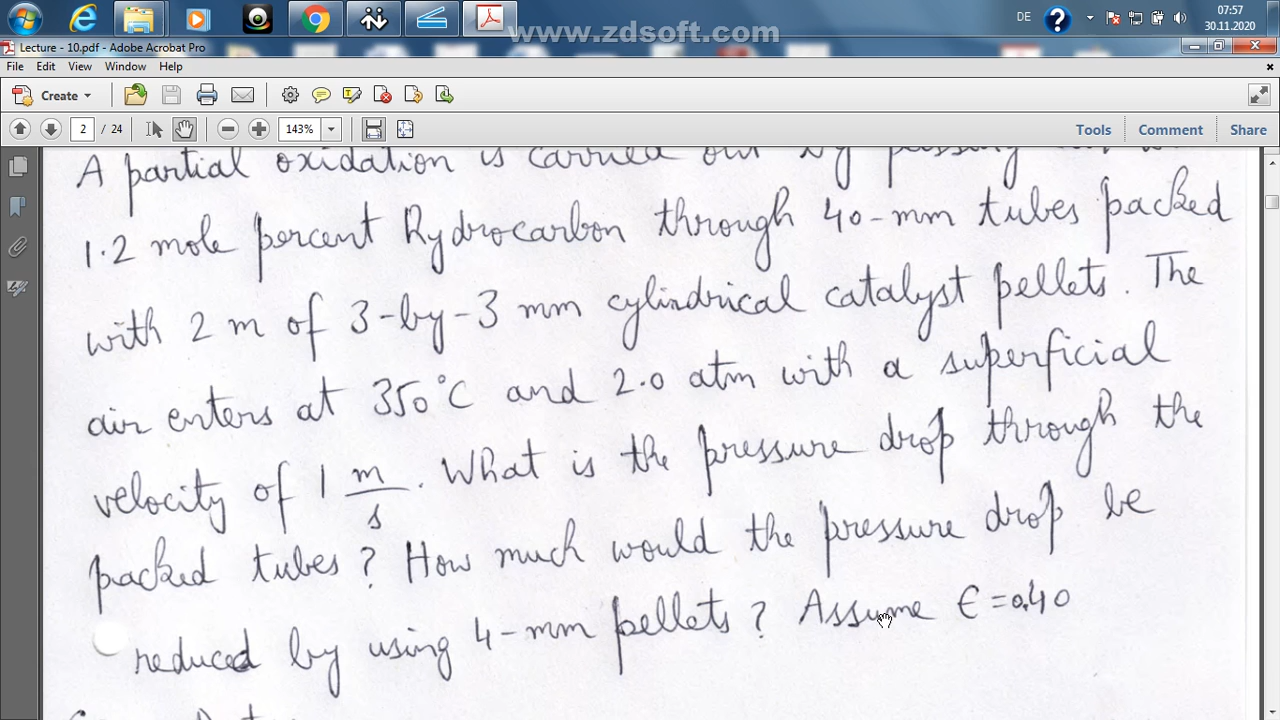 www.zdsoft.com
DE
07:57
30.11.2020
Lecture - 10.pdf - Adobe Acrobat Pro
File Edit View Window Help
Create
2 / 24 143% Tools Comment Share
A partial oxidation is carried out by passing
1.2 mole percent hydrocarbon through 40-mm tubes packed
with 2 m of 3-by-3 mm cylindrical catalyst pellets. The
air enters at 350°C and 2.0 atm with a superficial
velocity of 1 m/s. What is the pressure drop through the
packed tubes? How much would the pressure drop be
reduced by using 4-mm pellets? Assume ϵ = 0.40